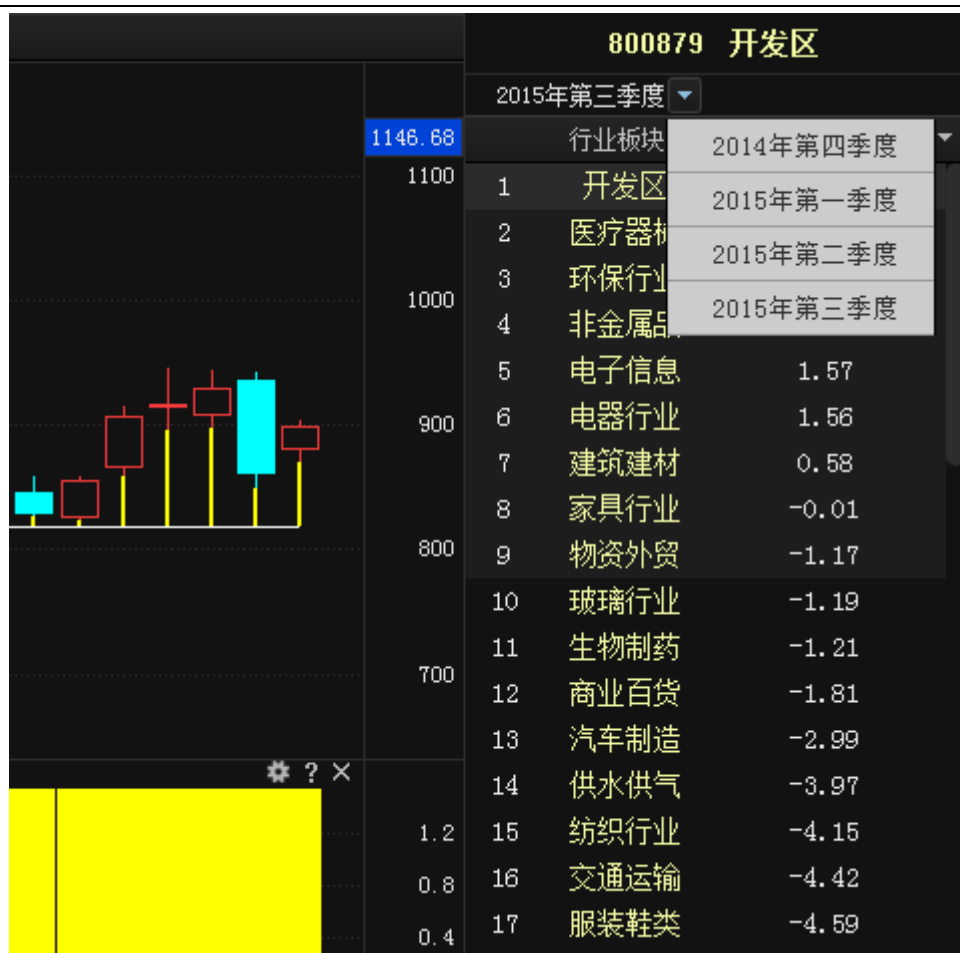 800879 开发区
2015年第三季度
行业板块
2014年第四季度
2015年第一季度
2015年第二季度
2015年第三季度
1 开发区
2 医疗器
3 环保行
4 非金属
5 电子信息 1.57
6 电器行业 1.56
7 建筑建材 0.58
8 家具行业 -0.01
9 物资外贸 -1.17
10 玻璃行业 -1.19
11 生物制药 -1.21
12 商业百货 -1.81
13 汽车制造 -2.99
14 供水供气 -3.97
15 纺织行业 -4.15
16 交通运输 -4.42
17 服装鞋类 -4.59
1146.68
1100
1000
900
800
700
?
1.2
0.8
0.4